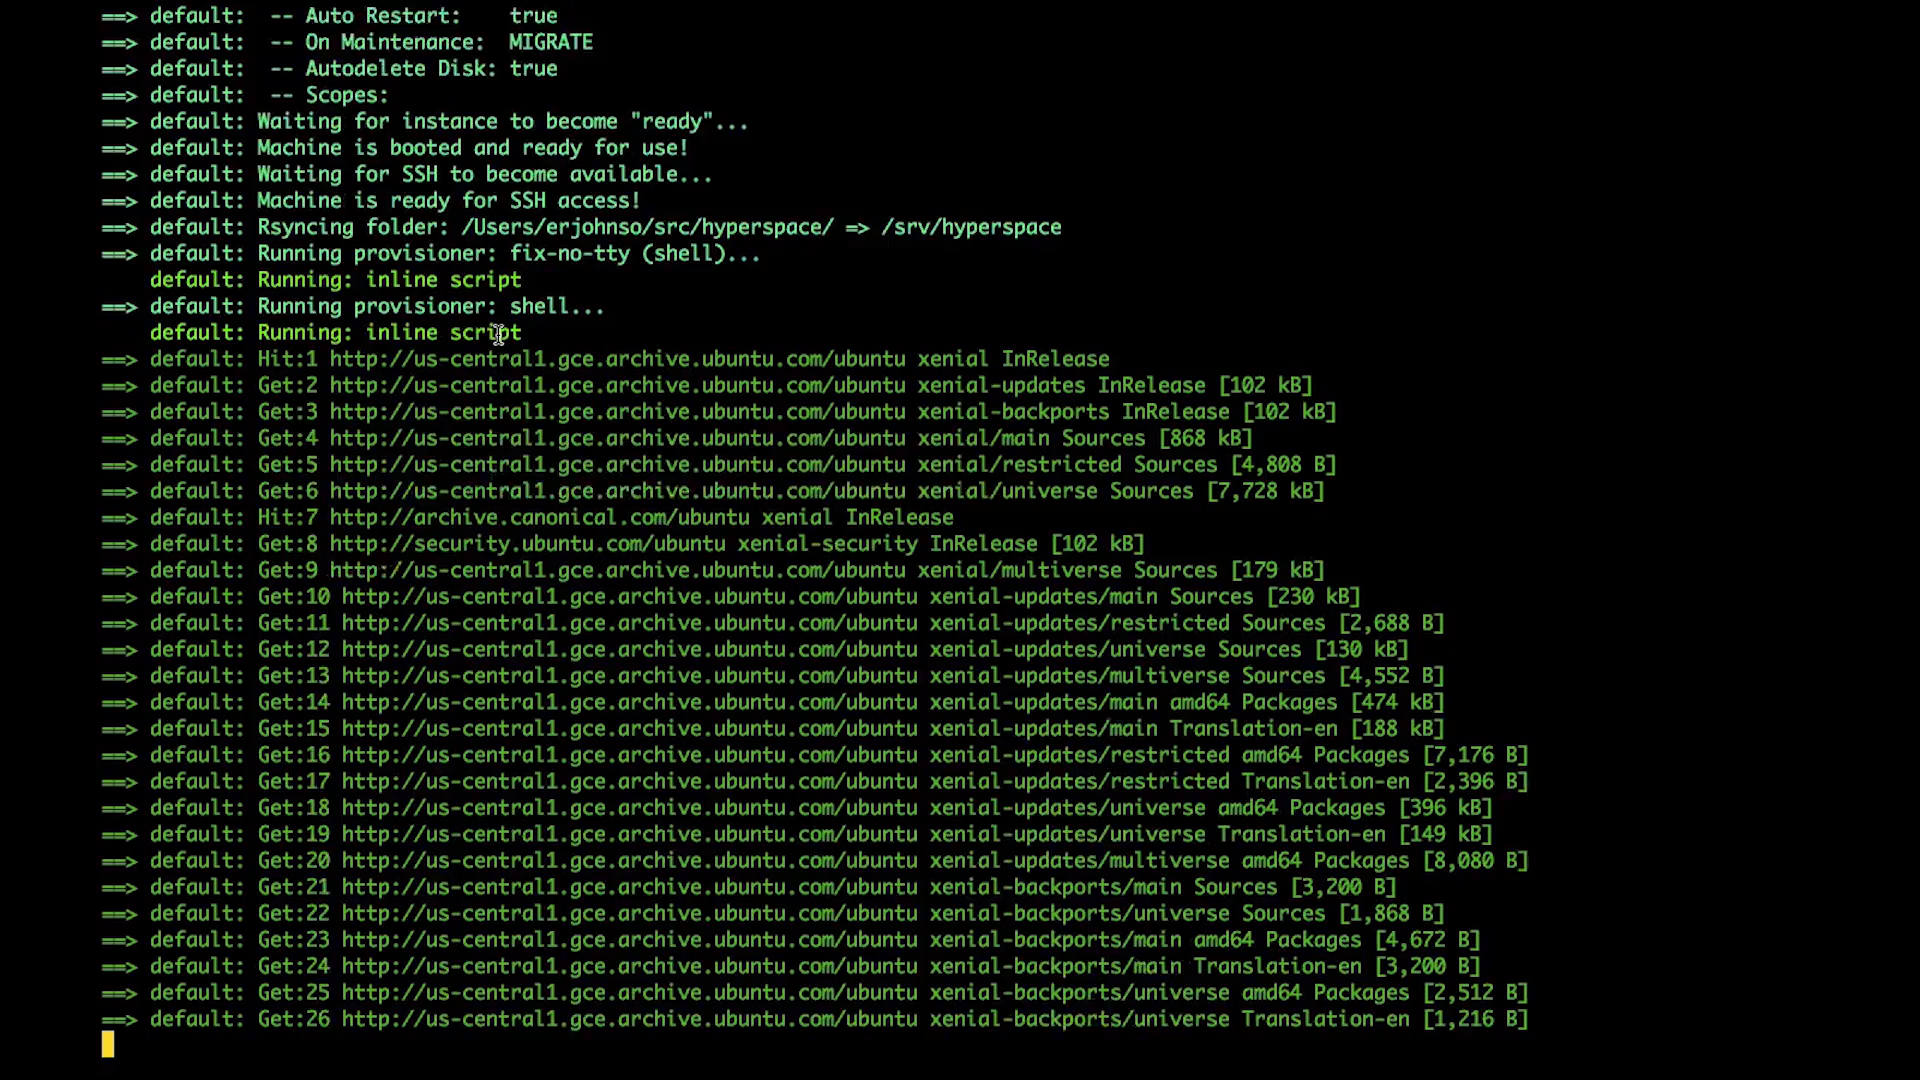 ==> default:  -- Auto Restart:    true
==> default:  -- On Maintenance:  MIGRATE
==> default:  -- Autodelete Disk: true
==> default:  -- Scopes:
==> default: Waiting for instance to become "ready"...
==> default: Machine is booted and ready for use!
==> default: Waiting for SSH to become available...
==> default: Machine is ready for SSH access!
==> default: Rsyncing folder: /Users/erjohnso/src/hyperspace/ => /srv/hyperspace
==> default: Running provisioner: fix-no-tty (shell)...
    default: Running: inline script
==> default: Running provisioner: shell...
    default: Running: inline script
==> default: Hit:1 http://us-central1.gce.archive.ubuntu.com/ubuntu xenial InRelease
==> default: Get:2 http://us-central1.gce.archive.ubuntu.com/ubuntu xenial-updates InRelease [102 kB]
==> default: Get:3 http://us-central1.gce.archive.ubuntu.com/ubuntu xenial-backports InRelease [102 kB]
==> default: Get:4 http://us-central1.gce.archive.ubuntu.com/ubuntu xenial/main Sources [868 kB]
==> default: Get:5 http://us-central1.gce.archive.ubuntu.com/ubuntu xenial/restricted Sources [4,808 B]
==> default: Get:6 http://us-central1.gce.archive.ubuntu.com/ubuntu xenial/universe Sources [7,728 kB]
==> default: Hit:7 http://archive.canonical.com/ubuntu xenial InRelease
==> default: Get:8 http://security.ubuntu.com/ubuntu xenial-security InRelease [102 kB]
==> default: Get:9 http://us-central1.gce.archive.ubuntu.com/ubuntu xenial/multiverse Sources [179 kB]
==> default: Get:10 http://us-central1.gce.archive.ubuntu.com/ubuntu xenial-updates/main Sources [230 kB]
==> default: Get:11 http://us-central1.gce.archive.ubuntu.com/ubuntu xenial-updates/restricted Sources [2,688 B]
==> default: Get:12 http://us-central1.gce.archive.ubuntu.com/ubuntu xenial-updates/universe Sources [130 kB]
==> default: Get:13 http://us-central1.gce.archive.ubuntu.com/ubuntu xenial-updates/multiverse Sources [4,552 B]
==> default: Get:14 http://us-central1.gce.archive.ubuntu.com/ubuntu xenial-updates/main amd64 Packages [474 kB]
==> default: Get:15 http://us-central1.gce.archive.ubuntu.com/ubuntu xenial-updates/main Translation-en [188 kB]
==> default: Get:16 http://us-central1.gce.archive.ubuntu.com/ubuntu xenial-updates/restricted amd64 Packages [7,176 B]
==> default: Get:17 http://us-central1.gce.archive.ubuntu.com/ubuntu xenial-updates/restricted Translation-en [2,396 B]
==> default: Get:18 http://us-central1.gce.archive.ubuntu.com/ubuntu xenial-updates/universe amd64 Packages [396 kB]
==> default: Get:19 http://us-central1.gce.archive.ubuntu.com/ubuntu xenial-updates/universe Translation-en [149 kB]
==> default: Get:20 http://us-central1.gce.archive.ubuntu.com/ubuntu xenial-updates/multiverse amd64 Packages [8,080 B]
==> default: Get:21 http://us-central1.gce.archive.ubuntu.com/ubuntu xenial-backports/main Sources [3,200 B]
==> default: Get:22 http://us-central1.gce.archive.ubuntu.com/ubuntu xenial-backports/universe Sources [1,868 B]
==> default: Get:23 http://us-central1.gce.archive.ubuntu.com/ubuntu xenial-backports/main amd64 Packages [4,672 B]
==> default: Get:24 http://us-central1.gce.archive.ubuntu.com/ubuntu xenial-backports/main Translation-en [3,200 B]
==> default: Get:25 http://us-central1.gce.archive.ubuntu.com/ubuntu xenial-backports/universe amd64 Packages [2,512 B]
==> default: Get:26 http://us-central1.gce.archive.ubuntu.com/ubuntu xenial-backports/universe Translation-en [1,216 B]